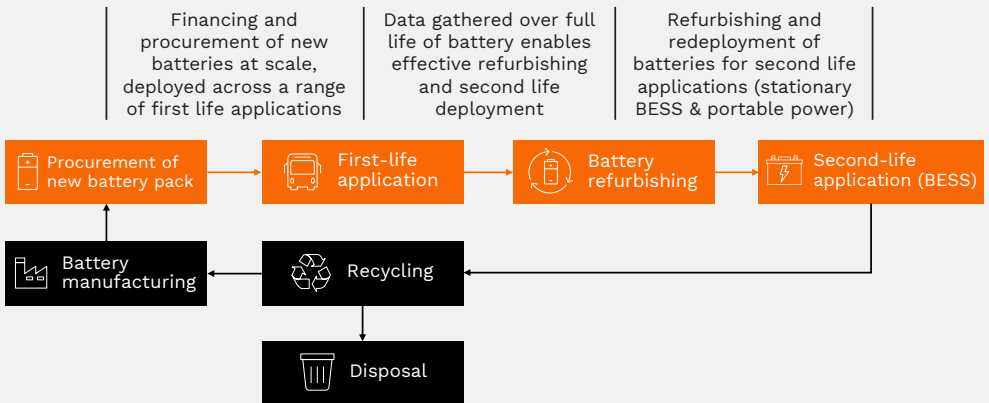 Financing and
procurement of new
batteries at scale,
deployed across a range
of first life applications
Data gathered over full
life of battery enables
effective refurbishing
and second life
deployment
Refurbishing and
redeployment of
batteries for second life
applications (stationary
BESS & portable power)
Procurement of
new battery pack
First-life
application
Battery
refurbishing
Second-life
application (BESS)
Battery
manufacturing
Recycling
Disposal